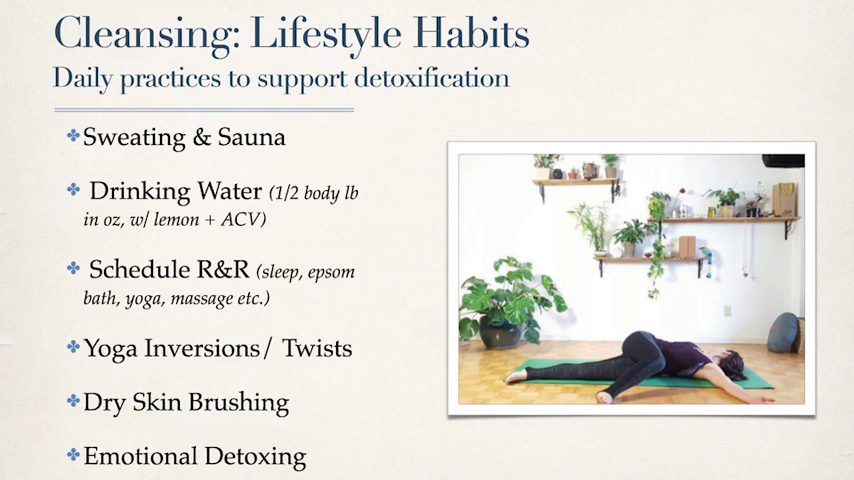 Cleansing: Lifestyle Habits
Daily practices to support detoxification
Sweating & Sauna
Drinking Water (1/2 body lb
in oz, w/ lemon + ACV)
Schedule R&R (sleep, epsom
bath, yoga, massage etc.)
Yoga Inversions/ Twists
Dry Skin Brushing
Emotional Detoxing